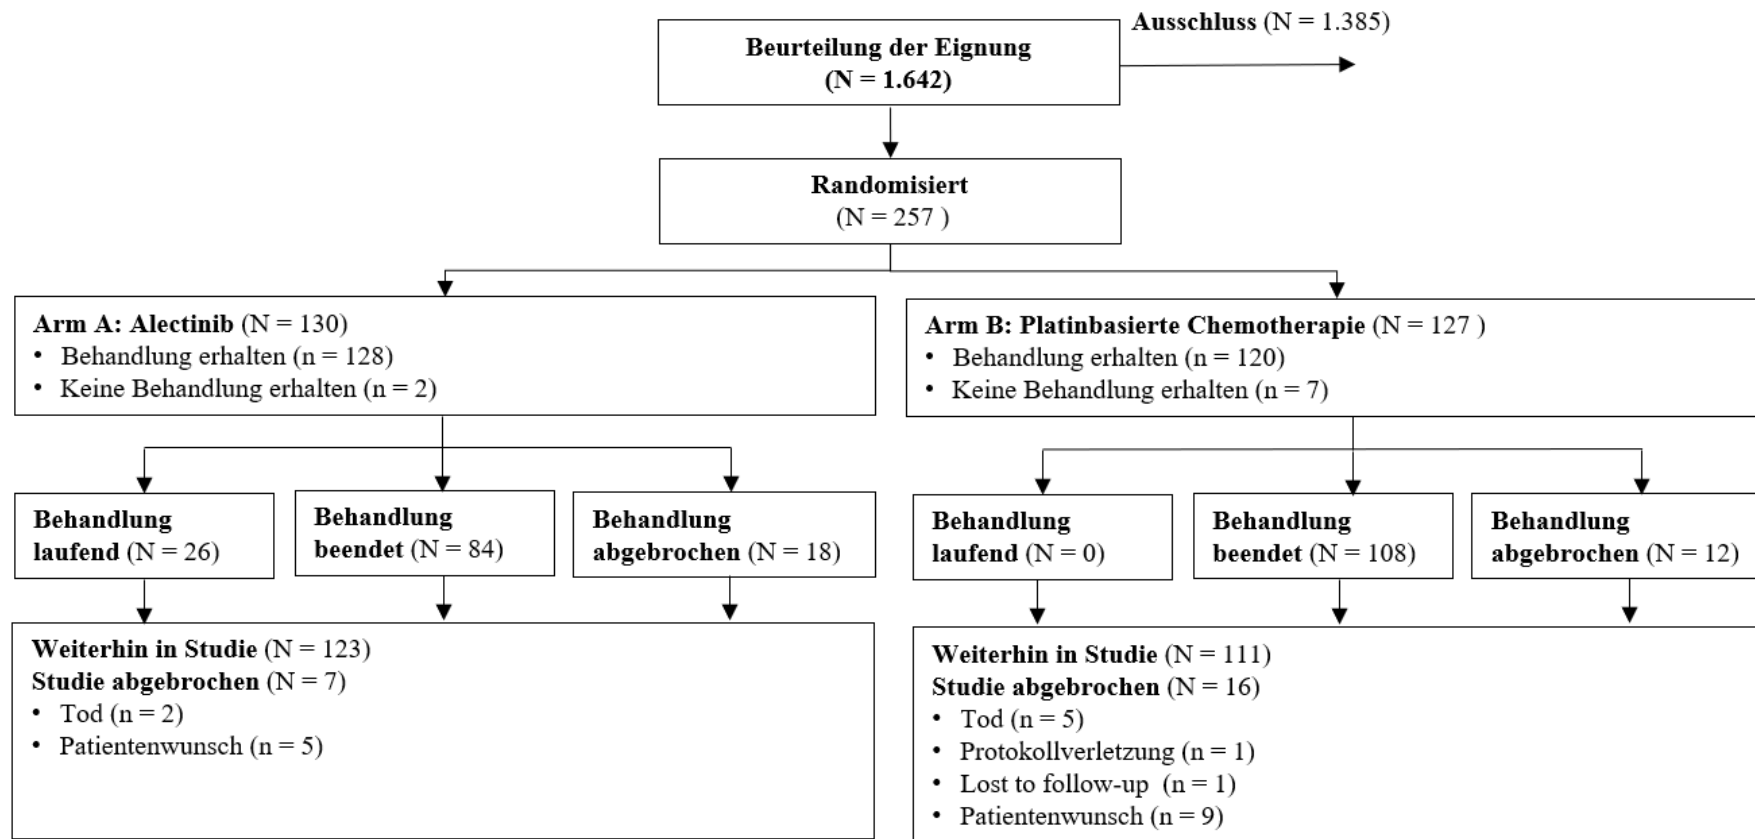 Beurteilung der Eignung
(N = 1.642)
Ausschluss (N = 1.385)
Randomisiert
(N = 257 )
Arm A: Alectinib (N = 130)
• Behandlung erhalten (n = 128)
• Keine Behandlung erhalten (n = 2)
Arm B: Platinbasierte Chemotherapie (N = 127 )
• Behandlung erhalten (n = 120)
• Keine Behandlung erhalten (n = 7)
Behandlung
laufend (N = 26)
Behandlung
beendet (N = 84)
Behandlung
abgebrochen (N = 18)
Behandlung
laufend (N = 0)
Behandlung
beendet (N = 108)
Behandlung
abgebrochen (N = 12)
Weiterhin in Studie (N = 123)
Studie abgebrochen (N = 7)
• Tod (n = 2)
• Patientenwunsch (n = 5)
Weiterhin in Studie (N = 111)
Studie abgebrochen (N = 16)
• Tod (n = 5)
• Protokollverletzung (n = 1)
• Lost to follow-up (n = 1)
• Patientenwunsch (n = 9)